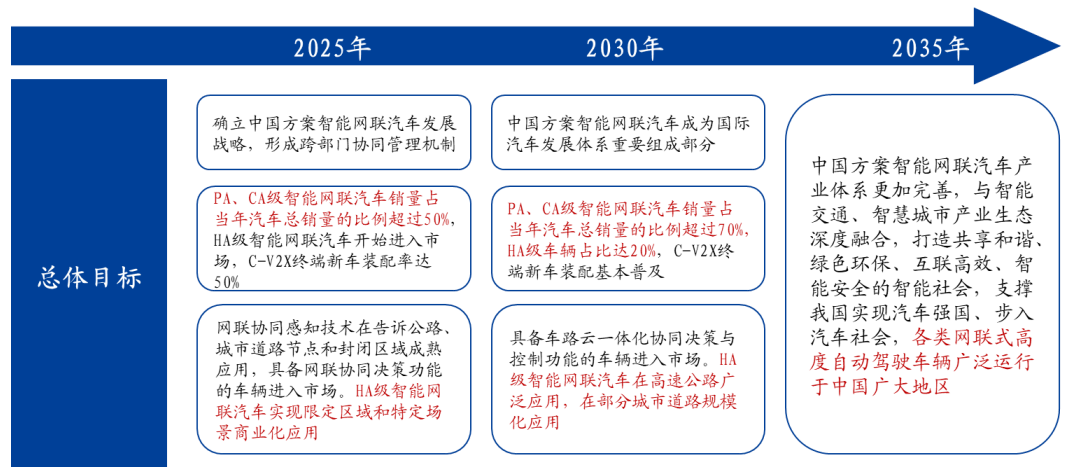 2025年
2030年
2035年
总体目标
确立中国方案智能网联汽车发展
战略，形成跨部门协同管理机制
PA、CA级智能网联汽车销量占
当年汽车总销量的比例超过50%,
HA级智能网联汽车开始进入市
场，C-V2X终端新车装配率达
50%
网联协同感知技术在告诉公路、
城市道路节点和封闭区域成熟
应用，具备网联协同决策功能
的车辆进入市场。HA级智能网
联汽车实现限定区域和特定场
景商业化应用
中国方案智能网联汽车成为国际
汽车发展体系重要组成部分
PA、CA级智能网联汽车销量占
当年汽车总销量的比例超过70%,
HA级车辆占比达20%，C-V2X终
端新车装配基本普及
具备车路云一体化协同决策与
控制功能的车辆进入市场。HA
级智能网联汽车在高速公路广
泛应用，在部分城市道路规模
化应用
中国方案智能网联汽车产
业体系更加完善，与智能
交通、智慧城市产业生态
深度融合，打造共享和谐、
绿色环保、互联高效、智
能安全的智能社会，支撑
我国实现汽车强国、步入
汽车社会，各类网联式高
度自动驾驶车辆广泛运行
于中国广大地区